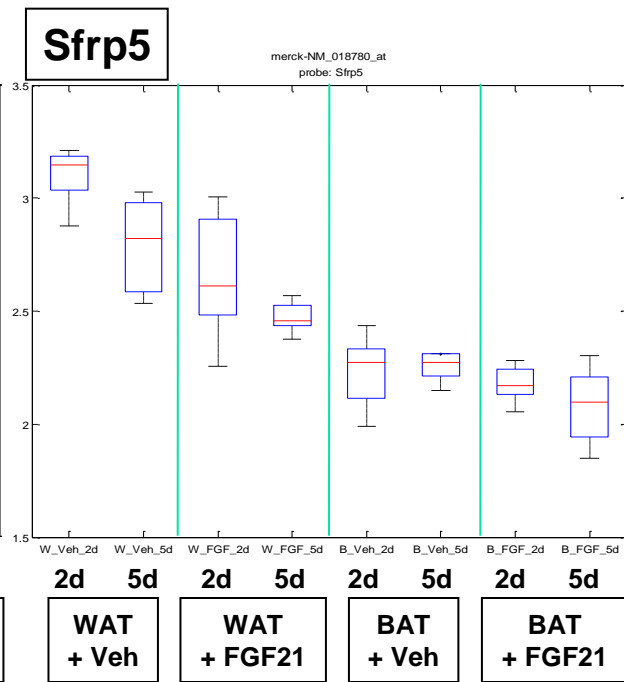 Sfrp5
merck-NM_018780_at
probe: Sfrp5
3.5
3
2.5
2
1.5
W_Veh_2d W_Veh_5d W_FGF_2d W_FGF_5d B_Veh_2d B_Veh_5d B_FGF_2d B_FGF_5d
2d 5d 2d 5d 2d 5d 2d 5d
WAT WAT BAT BAT
+ Veh + FGF21 + Veh + FGF21